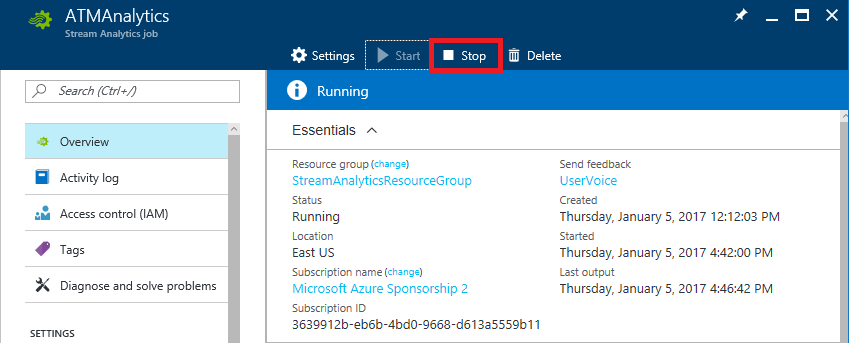 ATMAnalytics
Stream Analytics job
Settings Start Stop Delete
Search (Ctrl+/)
Overview
Activity log
Access control (IAM)
Tags
Diagnose and solve problems
SETTINGS
Running
Essentials
Resource group (change)
StreamAnalyticsResourceGroup
Status
Running
Location
East US
Subscription name (change)
Microsoft Azure Sponsorship 2
Subscription ID
3639912b-eb6b-4bd0-9668-d613a5559b11
Send feedback
UserVoice
Created
Thursday, January 5, 2017 12:12:03 PM
Started
Thursday, January 5, 2017 4:42:00 PM
Last output
Thursday, January 5, 2017 4:46:42 PM